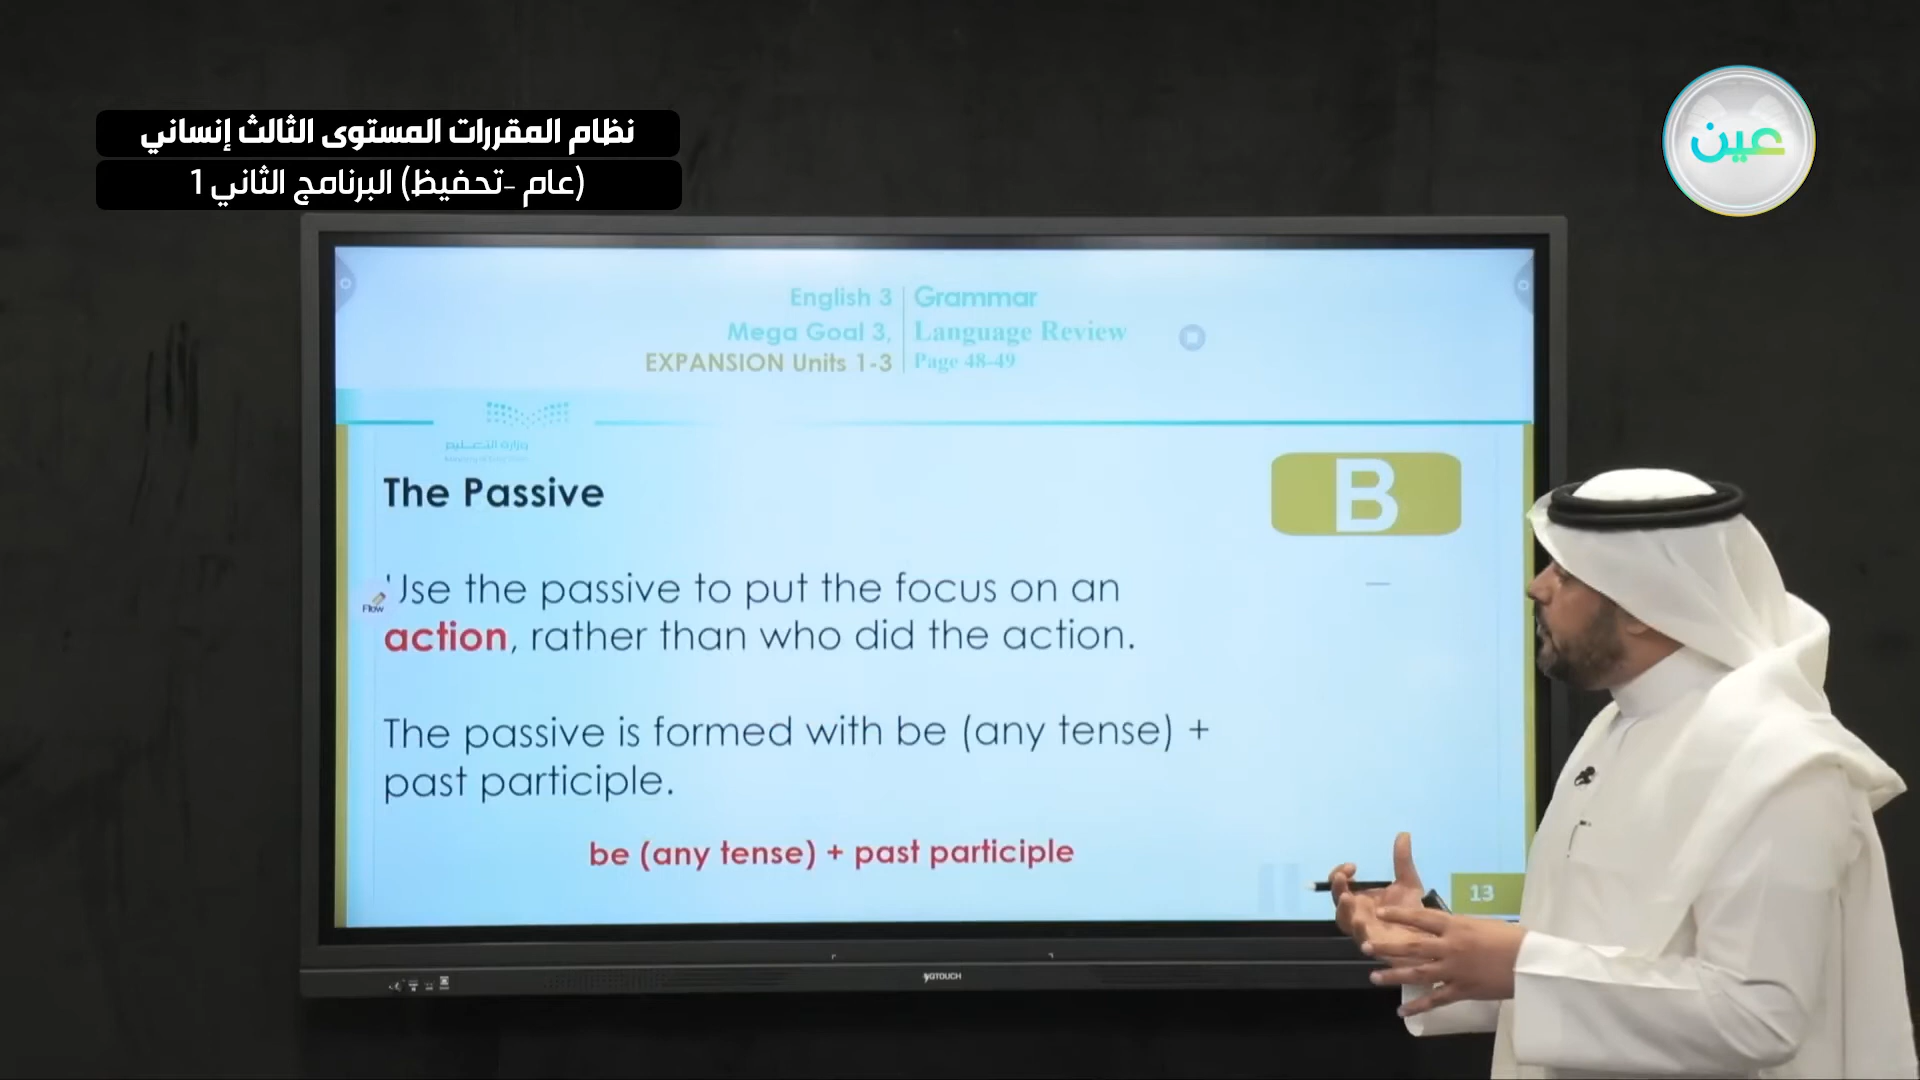 نظام المقررات المستوى الثالث إنساني
(عام -تحفيظ) البرنامج الثاني 1
عين
English 3
Mega Goal 3,
EXPANSION Units 1-3
Grammar
Language Review
Page 48-49
وزارة التعليم
The Passive
B
Use the passive to put the focus on an
action, rather than who did the action.
Flow
The passive is formed with be (any tense) +
past participle.
be (any tense) + past participle
13